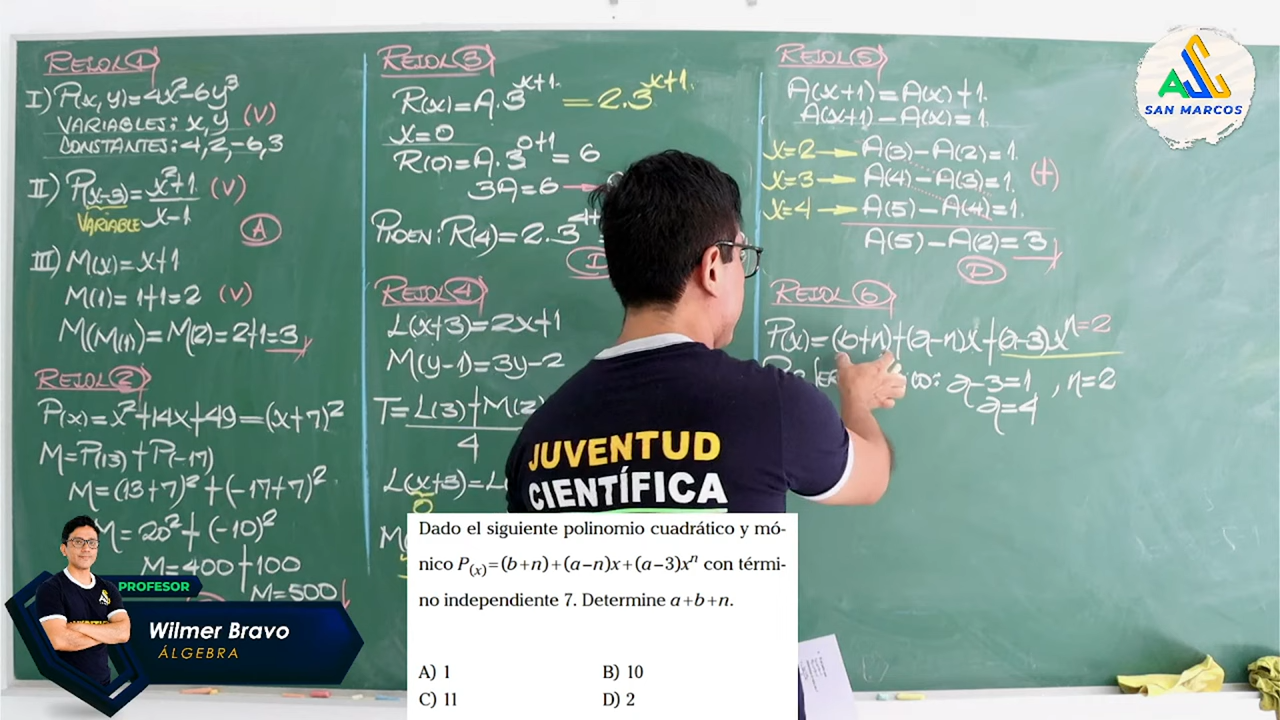 RESOL 1
I) P(x,y)=4x²-6y³
VARIABLES: x,y (V)
CONSTANTES: 4,2,-6,3
II) P(x-3)=x²+1 (V)
x-1
VARIABLE
A
III) M(x)=x+1
M(1)=1+1=2 (V)
M(M(1))=M(2)=2+1=3
RESOL 2
P(x)=x²+14x+49=(x+7)²
M=P(13)+P(-17)
M=(13+7)²+(-17+7)²
M=20²+(-10)²
M=400+100
M=500
RESOL 3
R(x)=A.3^(x+1) =2.3^(x+1)
x=0
R(0)=A.3^(0+1)=6
3A=6
PIDEN: R(4)=2.3^4+
D
RESOL 4
L(x+3)=2x+1
M(y-1)=3y-2
T=L(3)+M(2)
4
L(x+3)=L
0
M
RESOL 5
A(x+1)=A(x)+1.
A(x+1)-A(x)=1.
x=2 → A(3)-A(2)=1.
x=3 → A(4)-A(3)=1. (+)
x=4 → A(5)-A(4)=1.
A(5)-A(2)=3
D
RESOL 6
P(x)=(b+n)+(a-n)x+(a-3)x^n=2
a-3=1, n=2
a=4
SAN MARCOS
JUVENTUD
CIENTÍFICA
PROFESOR
Wilmer Bravo
ÁLGEBRA
Dado el siguiente polinomio cuadrático y mó-
nico P(x)=(b+n)+(a-n)x+(a-3)xⁿ con térmi-
no independiente 7. Determine a+b+n.
A) 1 B) 10
C) 11 D) 2